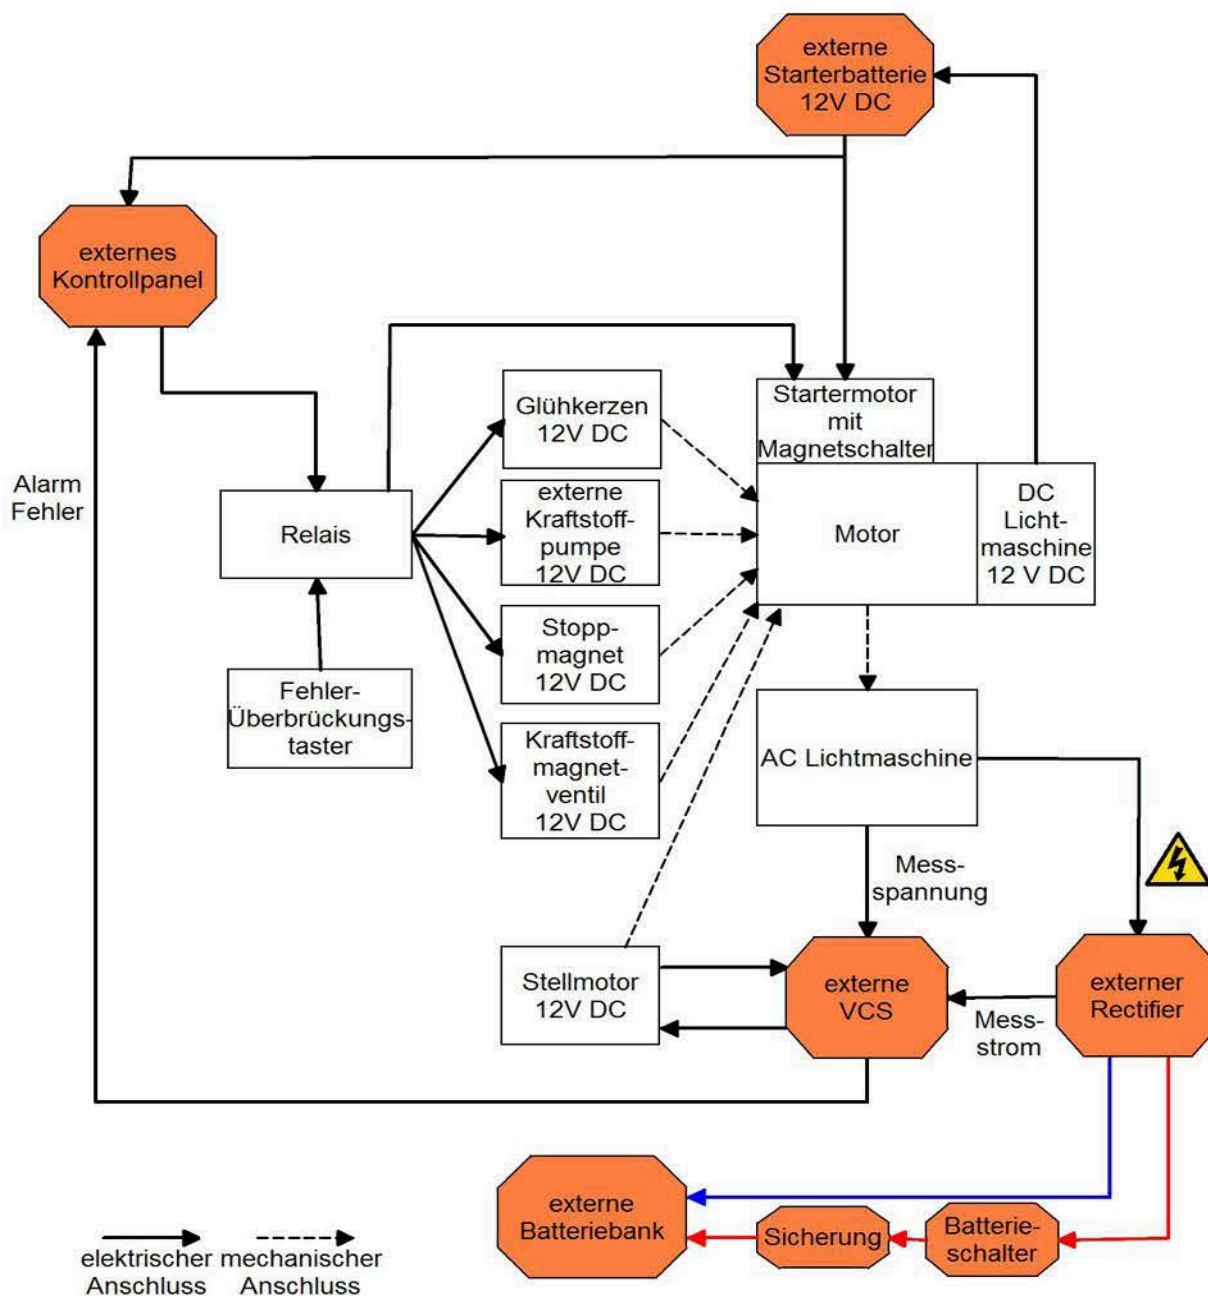 externe
Starterbatterie
12V DC
externes
Kontrollpanel
Alarm
Fehler
Glühkerzen
12V DC
Startermotor
mit
Magnetschalter
Relais
externe
Kraftstoff-
pumpe
12V DC
Motor
DC
Licht-
maschine
12 V DC
Stopp-
magnet
12V DC
Fehler-
Überbrückungs-
taster
Kraftstoff-
magnet-
ventil
12V DC
AC Lichtmaschine
Mess-
spannung
Stellmotor
12V DC
externe
VCS
Mess-
strom
externer
Rectifier
externe
Batteriebank
Sicherung
Batterie-
schalter
elektrischer
Anschluss
mechanischer
Anschluss